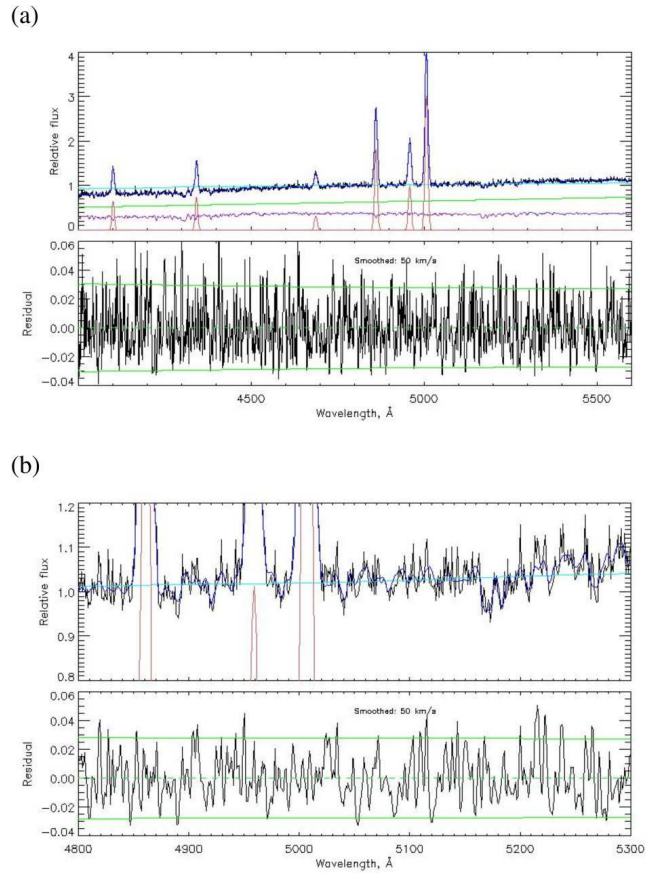 (a)
4
3
2
1
0
Relative flux
0.06
0.04
0.02
0.00
−0.02
−0.04
Residual
Smoothed: 50 km/s
4500 5000 5500
Wavelength, Å
(b)
1.2
1.1
1.0
0.9
0.8
Relative flux
0.06
0.04
0.02
0.00
−0.02
−0.04
Residual
Smoothed: 50 km/s
4800 4900 5000 5100 5200 5300
Wavelength, Å